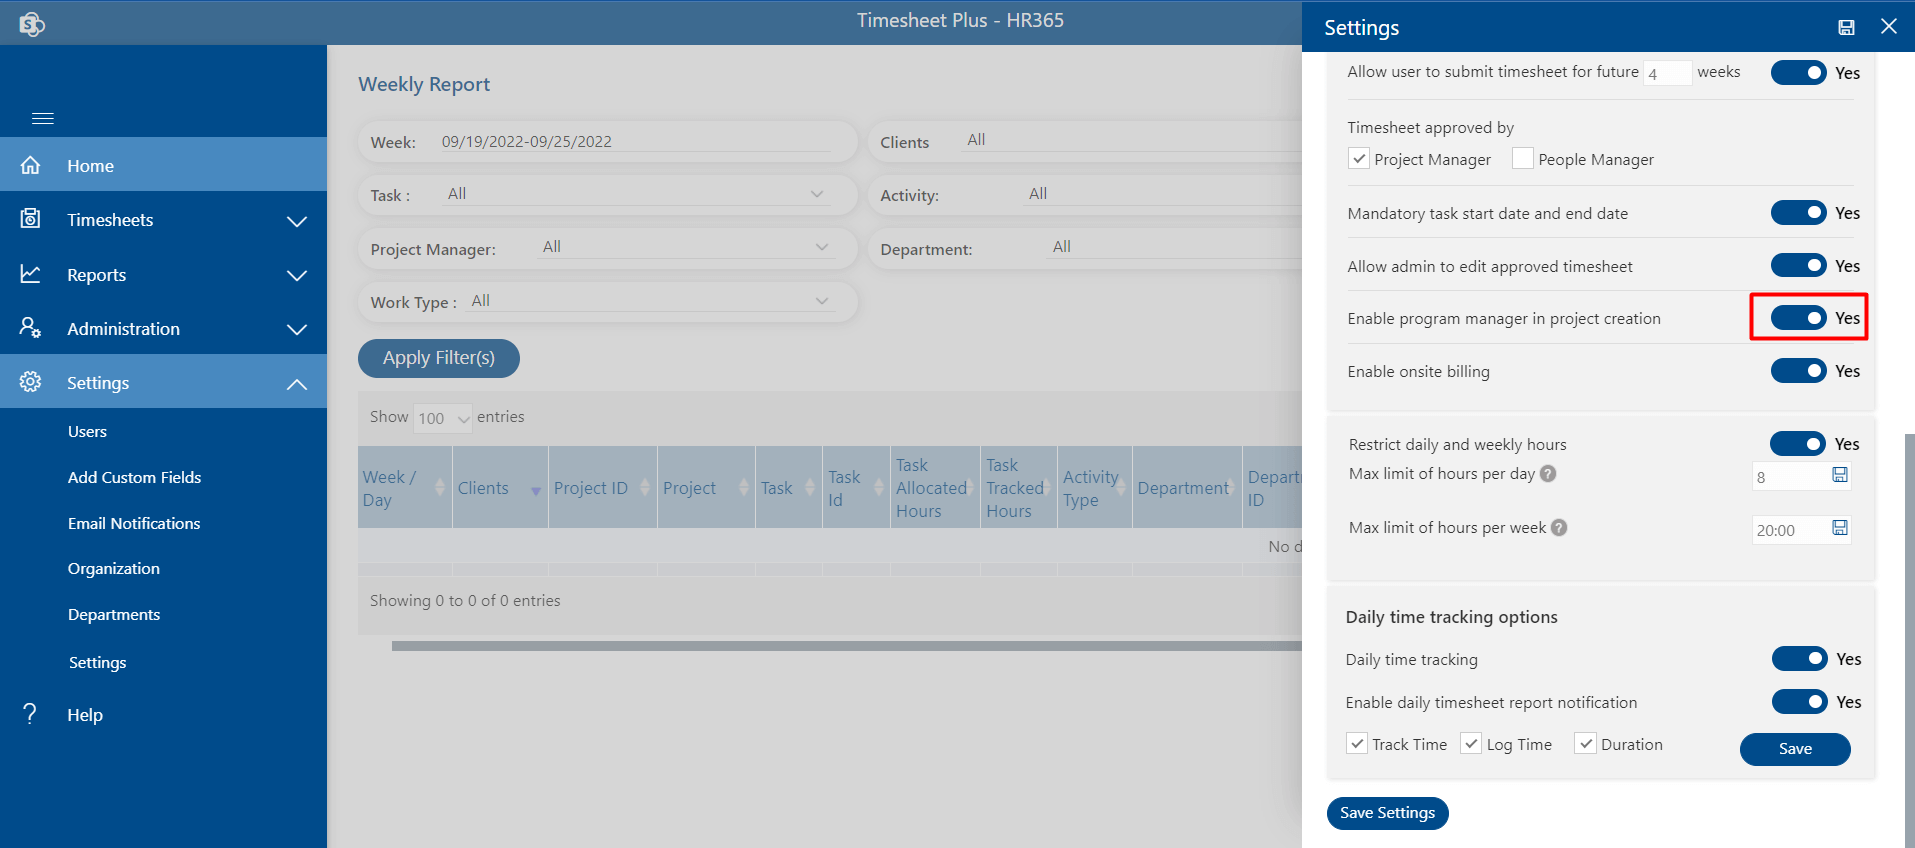 Timesheet Plus - HR365
Home
Timesheets
Reports
Administration
Settings
Users
Add Custom Fields
Email Notifications
Organization
Departments
Settings
? Help
Weekly Report
Week: 09/19/2022-09/25/2022
Clients All
Task : All
Activity: All
Project Manager: All
Department: All
Work Type : All
Apply Filter(s)
Show 100 entries
Week / Day
Clients
Project ID
Project
Task
Task Id
Task Allocated Hours
Task Tracked Hours
Activity Type
Department
Depart ID
No d
Showing 0 to 0 of 0 entries
Settings
Allow user to submit timesheet for future 4 weeks Yes
Timesheet approved by
Project Manager People Manager
Mandatory task start date and end date Yes
Allow admin to edit approved timesheet Yes
Enable program manager in project creation Yes
Enable onsite billing Yes
Restrict daily and weekly hours Yes
Max limit of hours per day ? 8
Max limit of hours per week ? 20:00
Daily time tracking options
Daily time tracking Yes
Enable daily timesheet report notification Yes
Track Time Log Time Duration Save
Save Settings